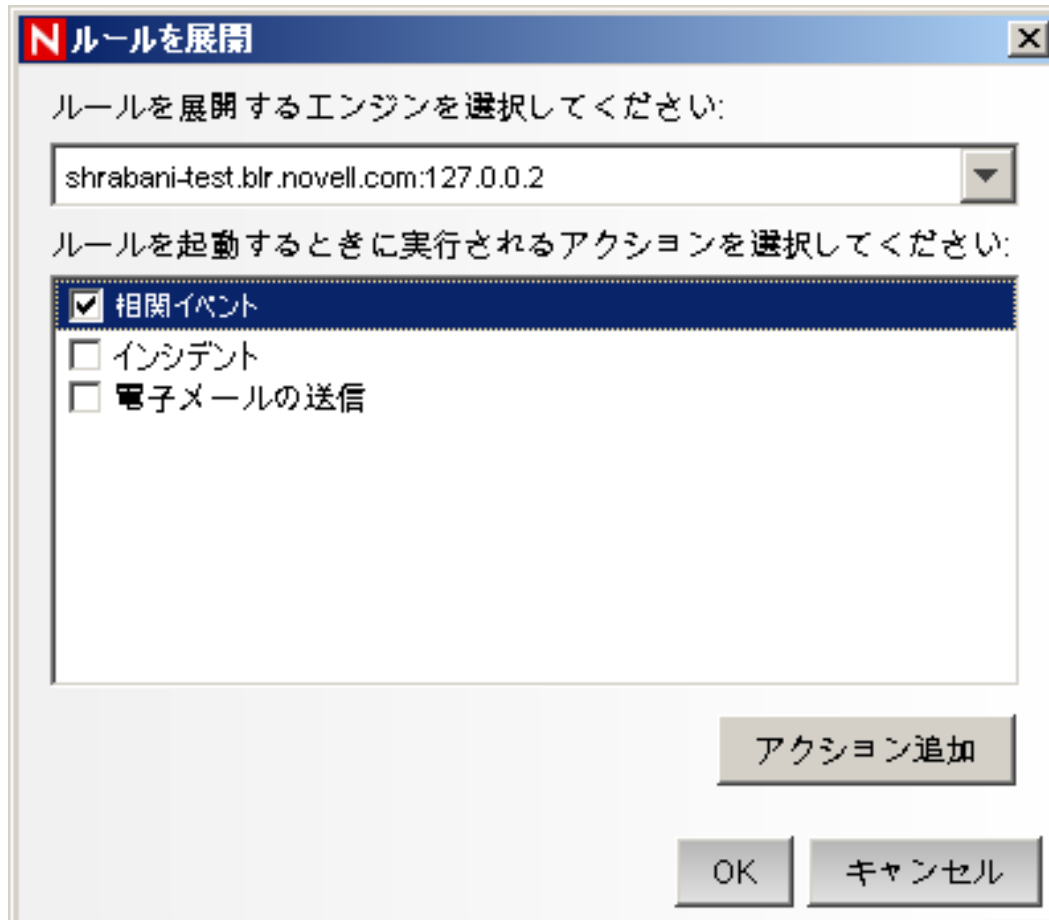 N ルールを展開
ルールを展開するエンジンを選択してください:
shrabani-test.blr.novell.com:127.0.0.2
ルールを起動するときに実行されるアクションを選択してください:
相関イベント
インシデント
電子メールの送信
アクション追加
OK キャンセル